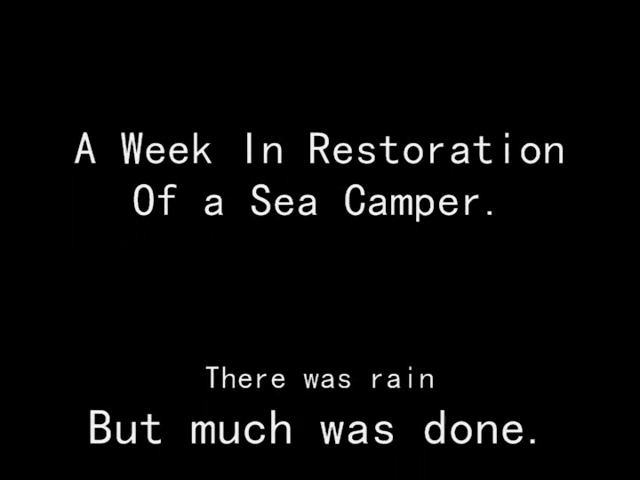 A Week In Restoration
Of a Sea Camper.
There was rain
But much was done.